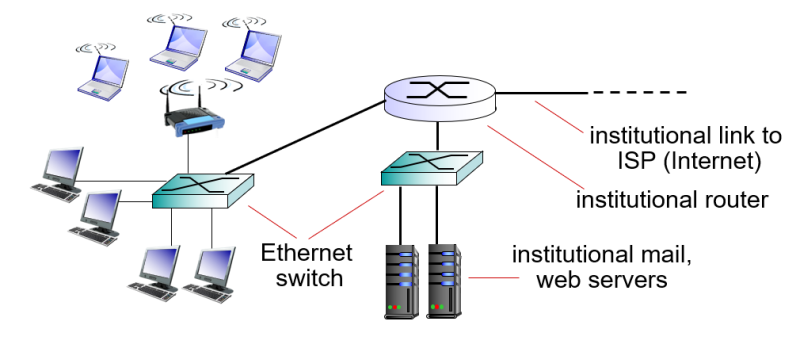 institutional link to
ISP (Internet)
institutional router
Ethernet
switch
institutional mail,
web servers